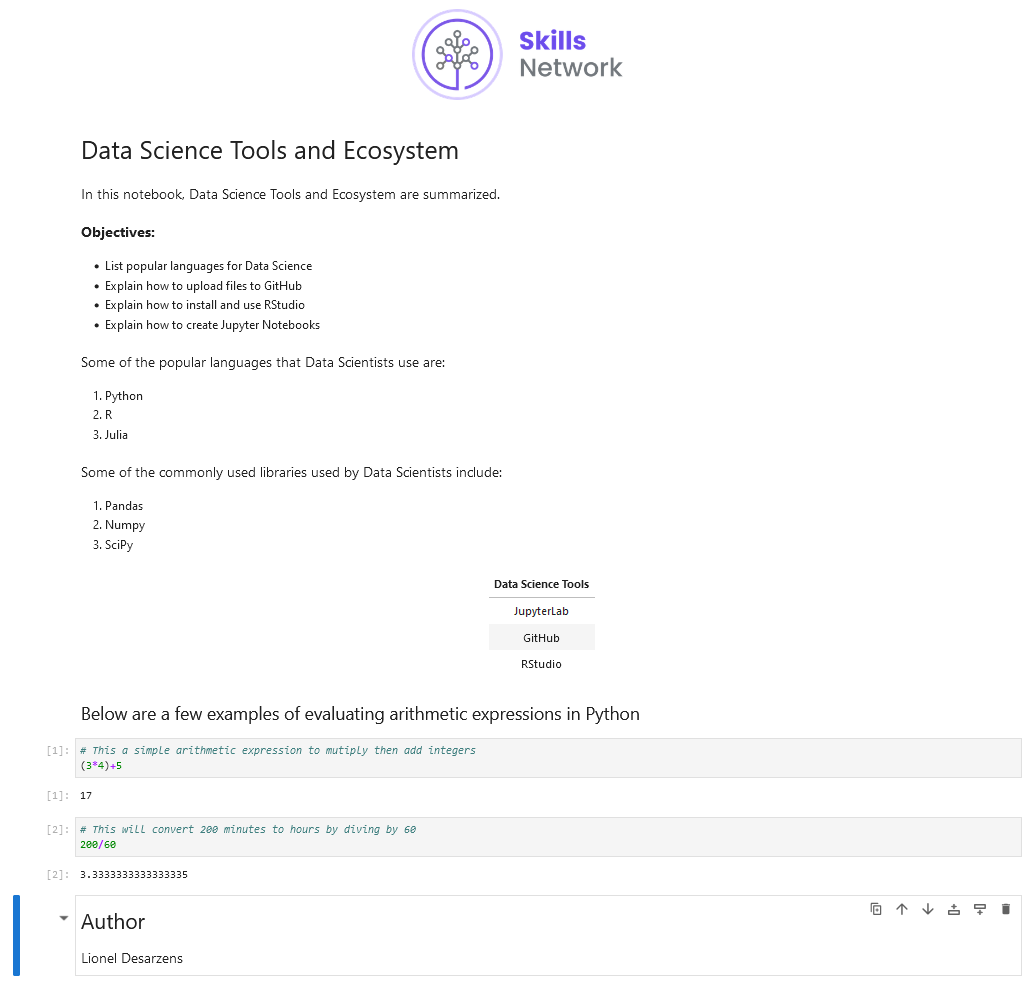 Skills
Network
Data Science Tools and Ecosystem
In this notebook, Data Science Tools and Ecosystem are summarized.
Objectives:
• List popular languages for Data Science
• Explain how to upload files to GitHub
• Explain how to install and use RStudio
• Explain how to create Jupyter Notebooks
Some of the popular languages that Data Scientists use are:
1. Python
2. R
3. Julia
Some of the commonly used libraries used by Data Scientists include:
1. Pandas
2. Numpy
3. SciPy
Data Science Tools
JupyterLab
GitHub
RStudio
Below are a few examples of evaluating arithmetic expressions in Python
[1]: # This a simple arithmetic expression to mutiply then add integers
(3*4)+5
[1]: 17
[2]: # This will convert 200 minutes to hours by diving by 60
200/60
[2]: 3.3333333333333335
Author
Lionel Desarzens